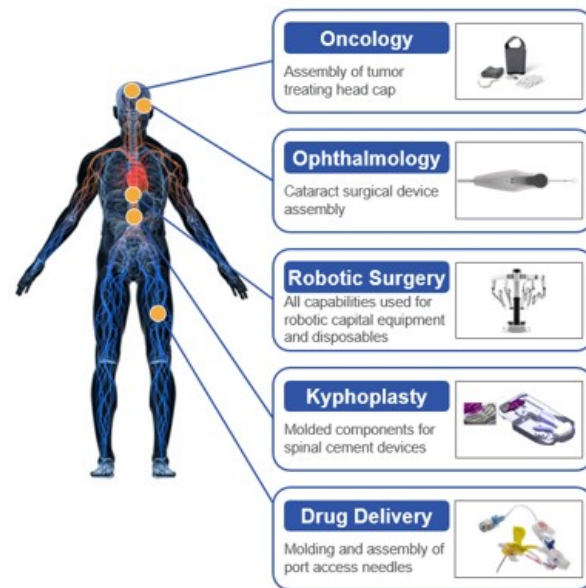 Oncology
Assembly of tumor
treating head cap
Ophthalmology
Cataract surgical device
assembly
Robotic Surgery
All capabilities used for
robotic capital equipment
and disposables
Kyphoplasty
Molded components for
spinal cement devices
Drug Delivery
Molding and assembly of
port access needles